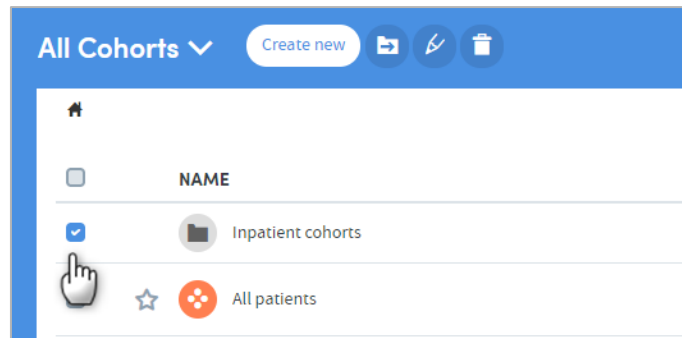 All Cohorts
Create new
NAME
Inpatient cohorts
All patients